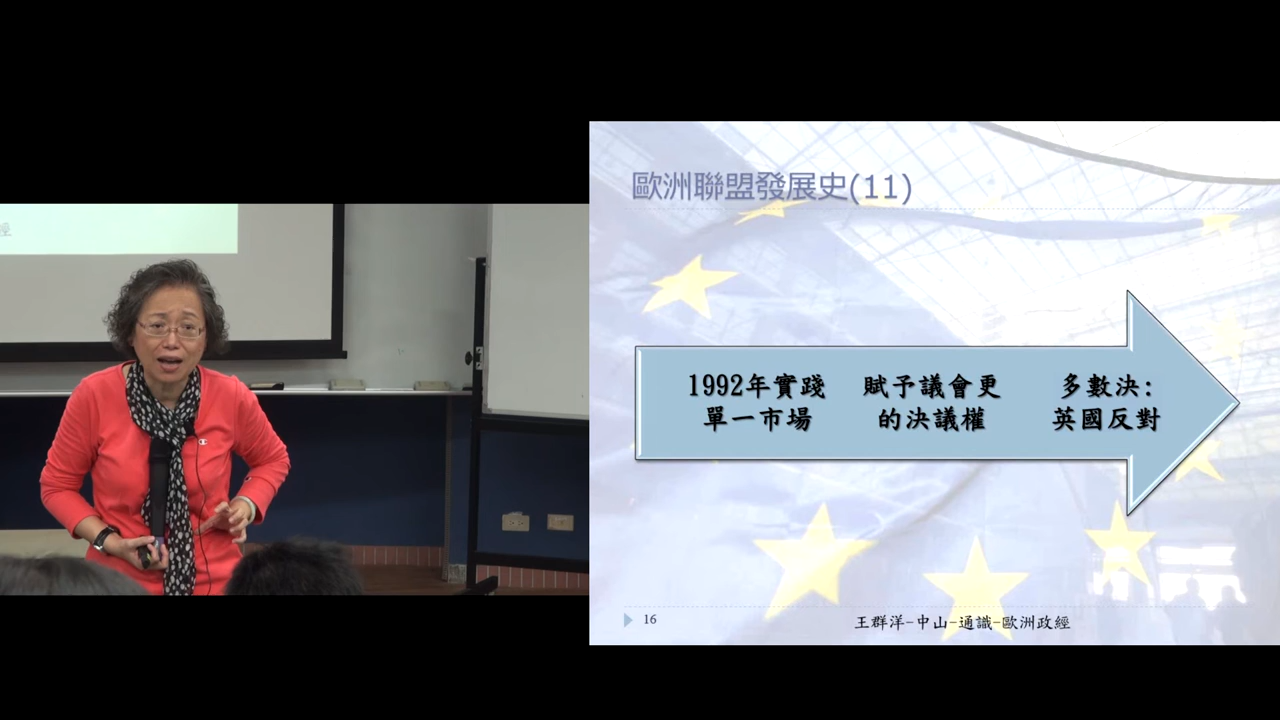 歐洲聯盟發展史(11)
1992年實踐
單一市場
賦予議會更
的決議權
多數決:
英國反對
16
王群洋-中山-通識-歐洲政經